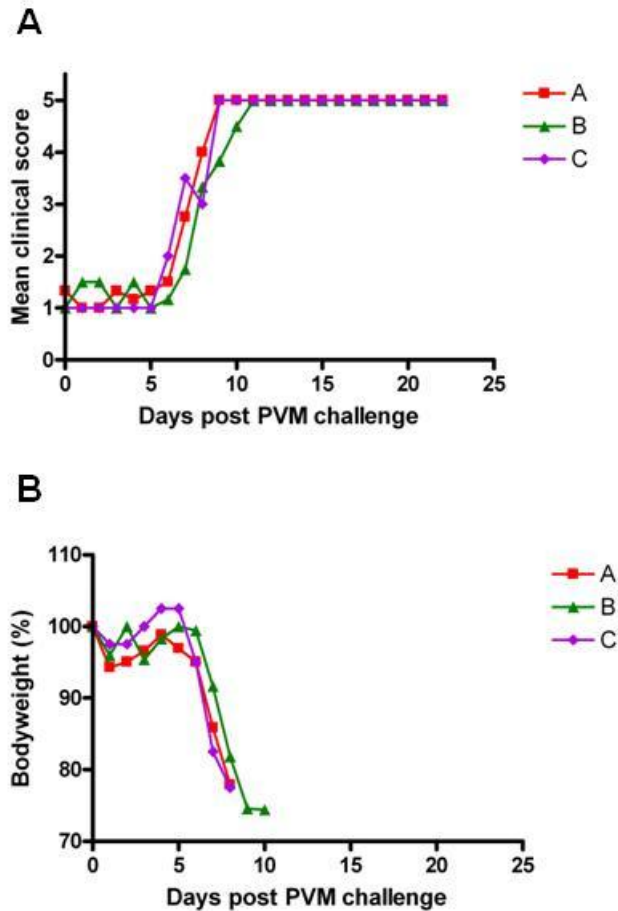 A
Mean clinical score
5
4
3
2
1
0
0 5 10 15 20 25
Days post PVM challenge
A
B
C
B
Bodyweight (%)
110
100
90
80
70
0 5 10 15 20 25
Days post PVM challenge
A
B
C